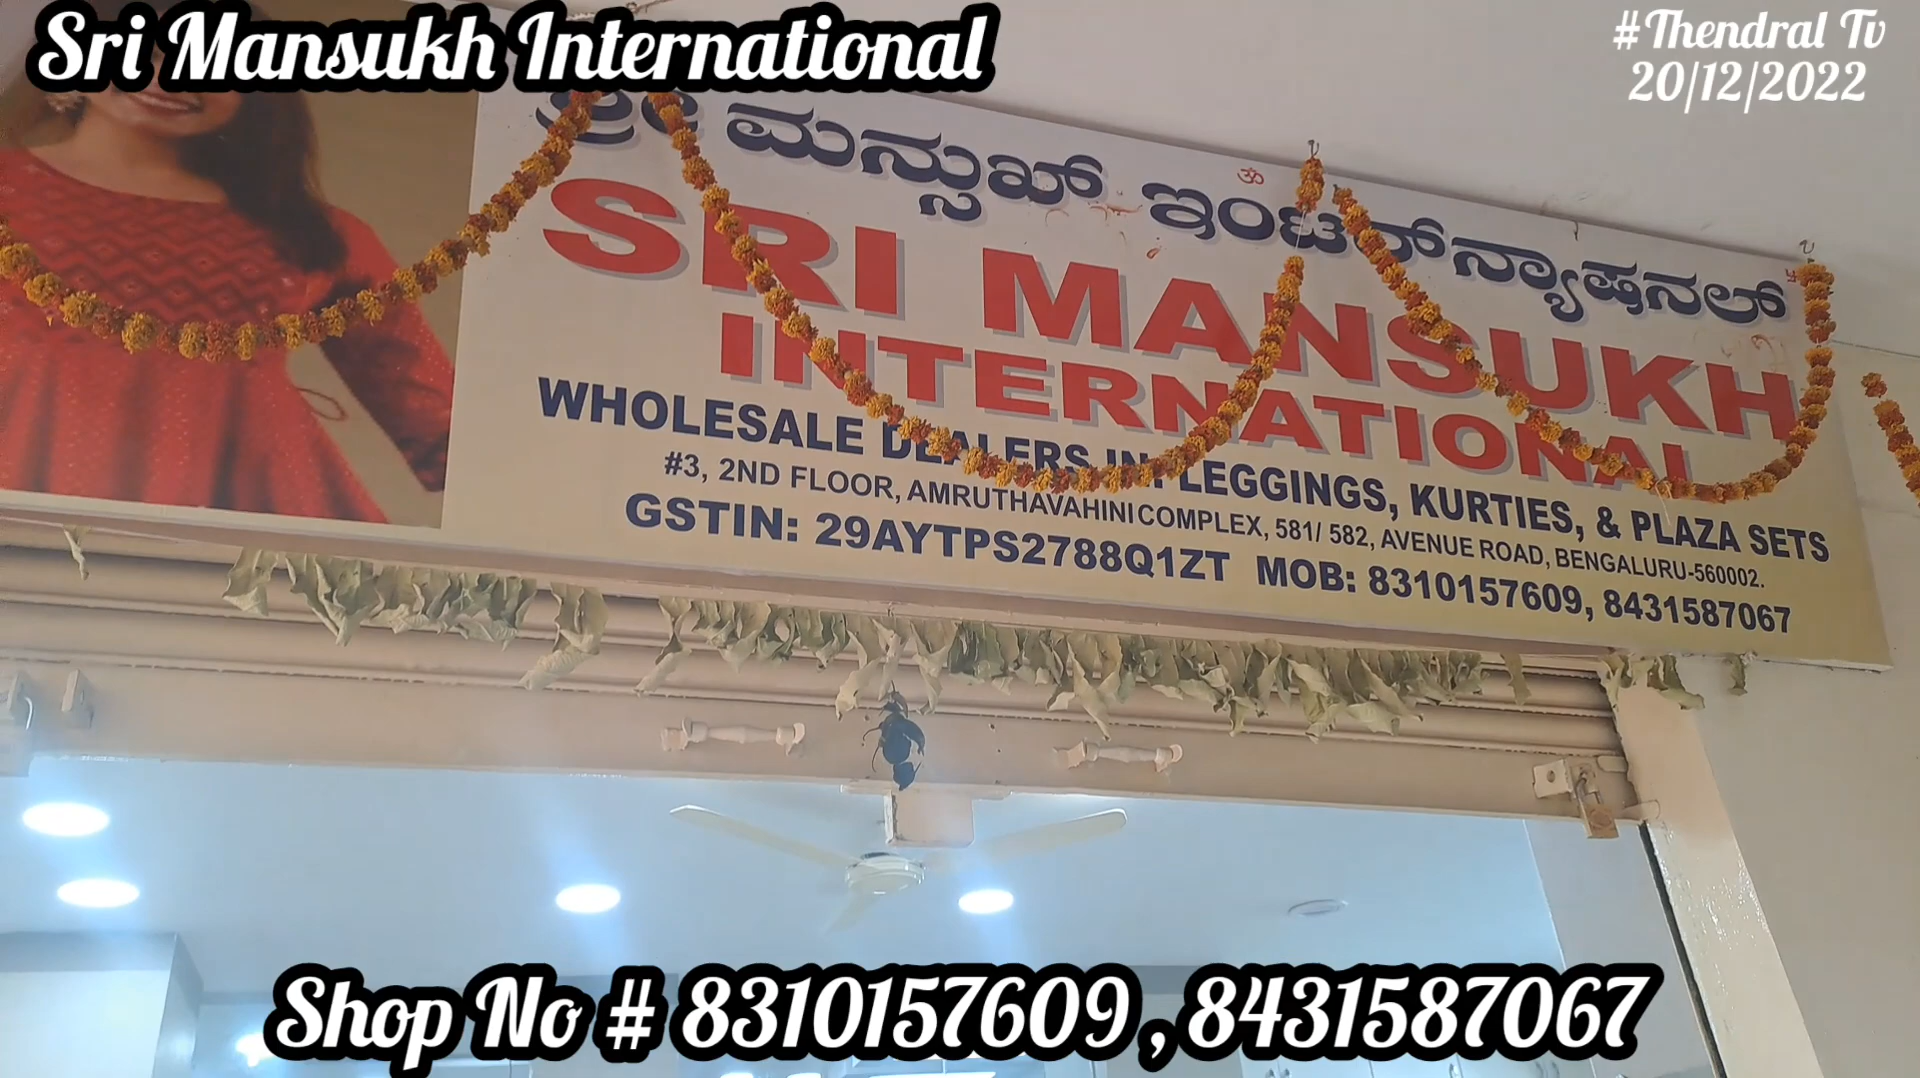 Sri Mansukh International
#Thendral Tv
20/12/2022
ಶ್ರೀ ಮನ್ಸುಖ್ ಇಂಟರ್‌ನ್ಯಾಷನಲ್
SRI MANSUKH
INTERNATIONAL
WHOLESALE DEALERS IN LEGGINGS, KURTIES, & PLAZA SETS
#3, 2ND FLOOR, AMRUTHAVAHINI COMPLEX, 581/ 582, AVENUE ROAD, BENGALURU-560002.
GSTIN: 29AYTPS2788Q1ZT MOB: 8310157609, 8431587067
Shop No # 8310157609 , 8431587067